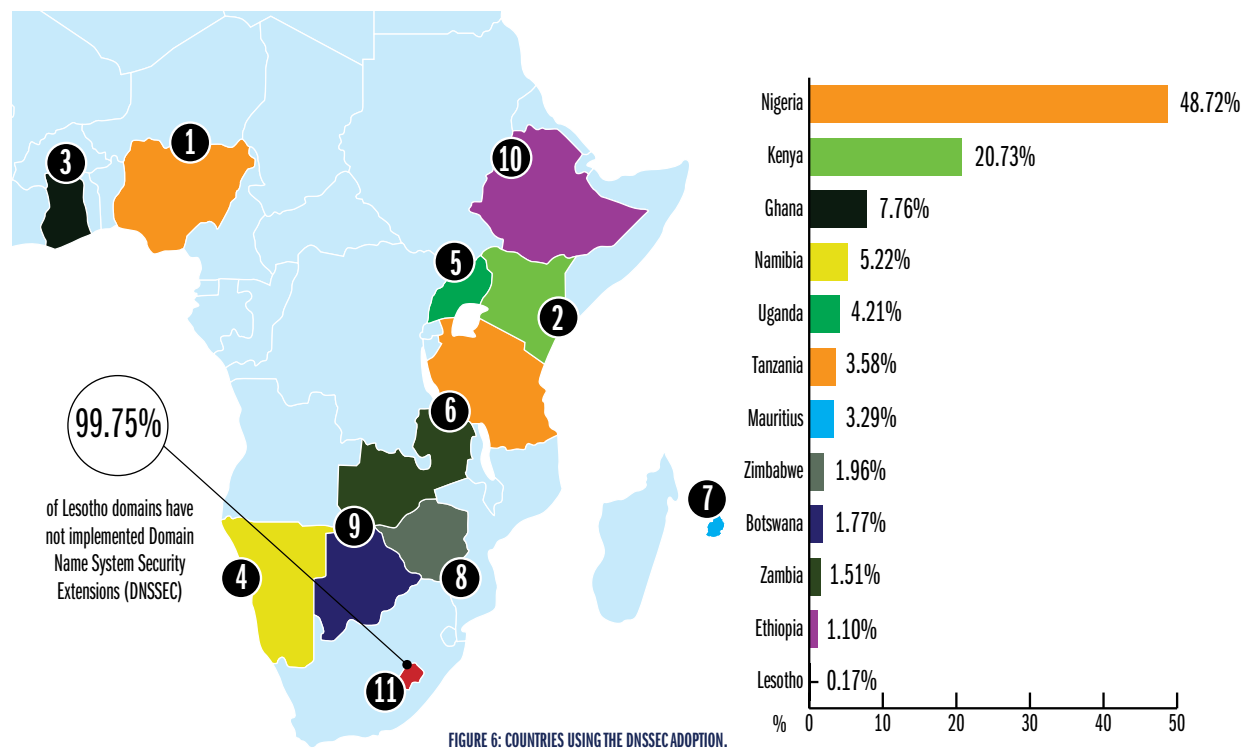 3
1
10
5
2
6
7
9
4
8
11
99.75%
of Lesotho domains have
not implemented Domain
Name System Security
Extensions (DNSSEC)
Nigeria 48.72%
Kenya 20.73%
Ghana 7.76%
Namibia 5.22%
Uganda 4.21%
Tanzania 3.58%
Mauritius 3.29%
Zimbabwe 1.96%
Botswana 1.77%
Zambia 1.51%
Ethiopia 1.10%
Lesotho 0.17%
% 0 10 20 30 40 50
FIGURE 6: COUNTRIES USING THE DNSSEC ADOPTION.